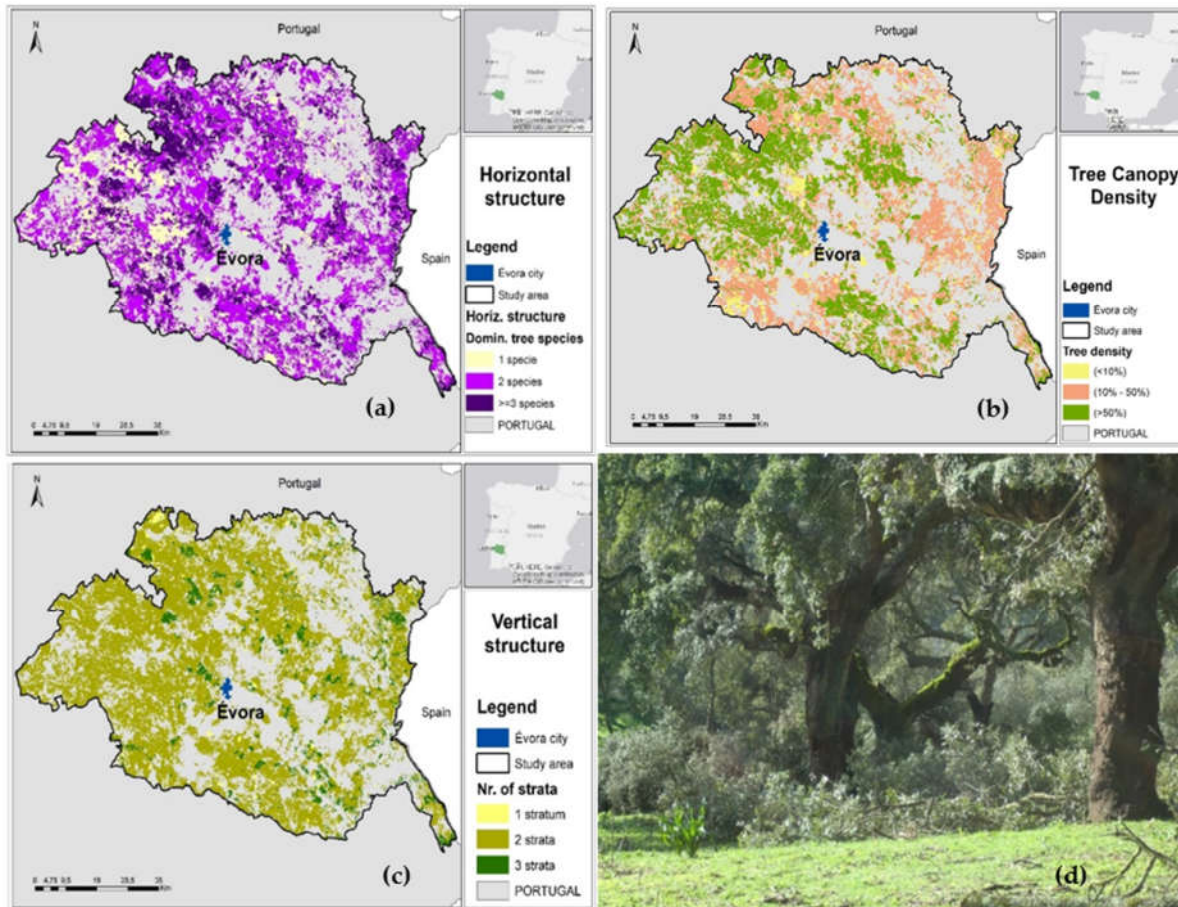 N
Portugal
Spain
Évora
Horizontal
structure
Legend
Évora city
Study area
Horiz. structure
Domin. tree species
1 specie
2 species
>=3 species
PORTUGAL
(a)
0 4,75 9,5 19 28,5 38
Km
N
Portugal
Spain
Évora
Tree Canopy
Density
Legend
Évora city
Study area
Tree density
(<10%)
(10% - 50%)
(>50%)
PORTUGAL
(b)
0 4,75 9,5 19 28,5 38
Km
N
Portugal
Spain
Évora
Vertical
structure
Legend
Évora city
Study area
Nr. of strata
1 stratum
2 strata
3 strata
PORTUGAL
(c)
0 4,75 9,5 19 28,5 38
Km
(d)